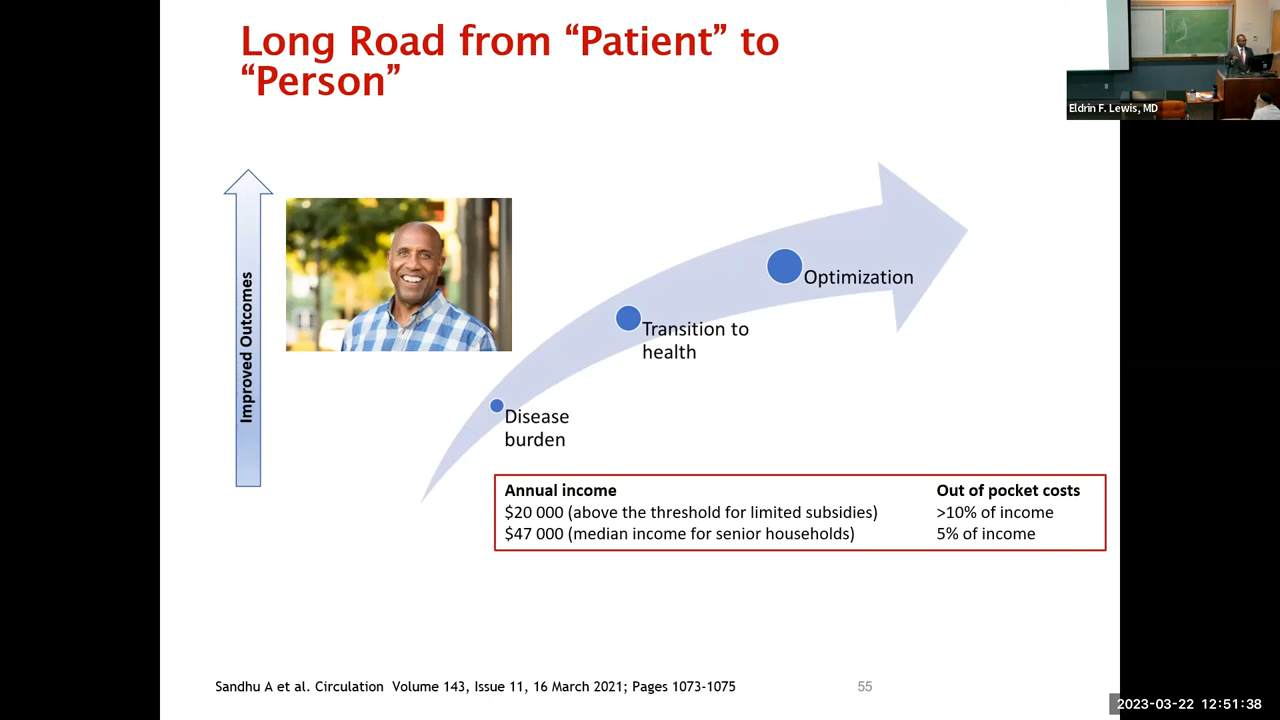 Long Road from “Patient” to
“Person”
Eldrin F. Lewis, MD
Improved Outcomes
Optimization
Transition to
health
Disease
burden
Annual income Out of pocket costs
$20 000 (above the threshold for limited subsidies) >10% of income
$47 000 (median income for senior households) 5% of income
Sandhu A et al. Circulation Volume 143, Issue 11, 16 March 2021; Pages 1073-1075
55
2023-03-22 12:51:38